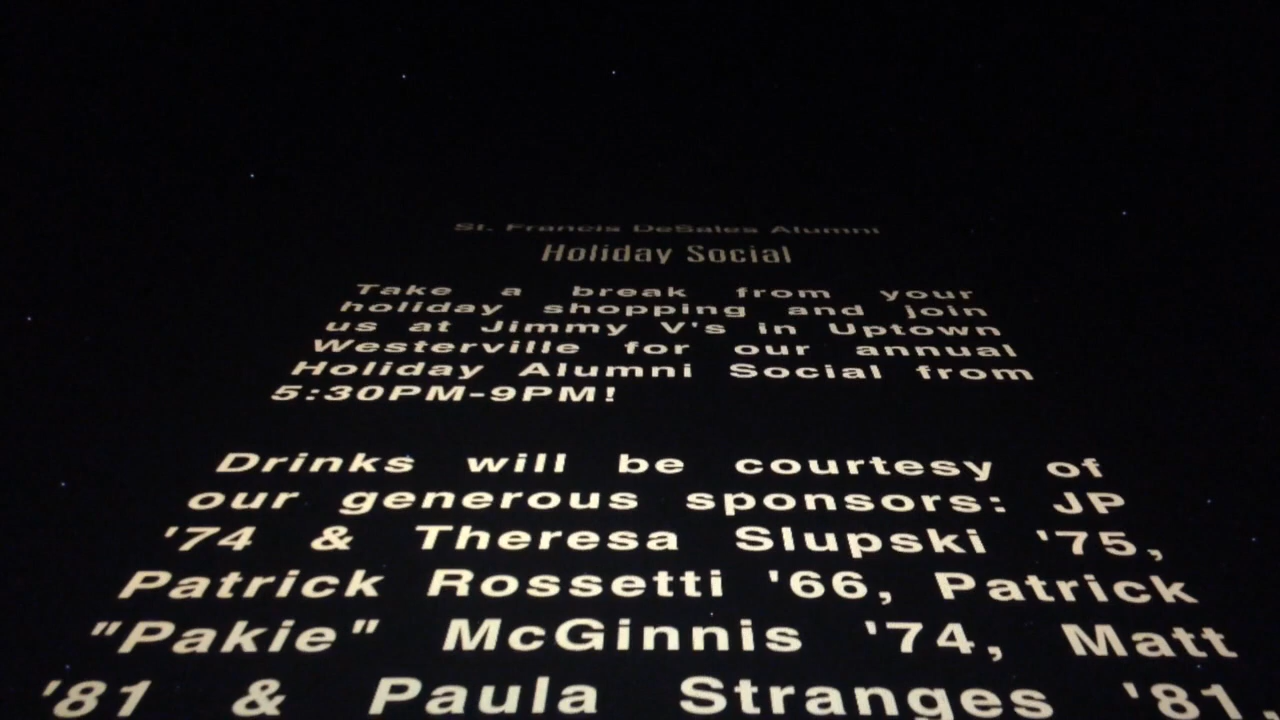 St. Francis DeSales Alumni
Holiday Social
Take a break from your
holiday shopping and join
us at Jimmy V's in Uptown
Westerville for our annual
Holiday Alumni Social from
5:30PM-9PM!
Drinks will be courtesy of
our generous sponsors: JP
'74 & Theresa Slupski '75,
Patrick Rossetti '66, Patrick
"Pakie" McGinnis '74, Matt
'81 & Paula Stranges '81,